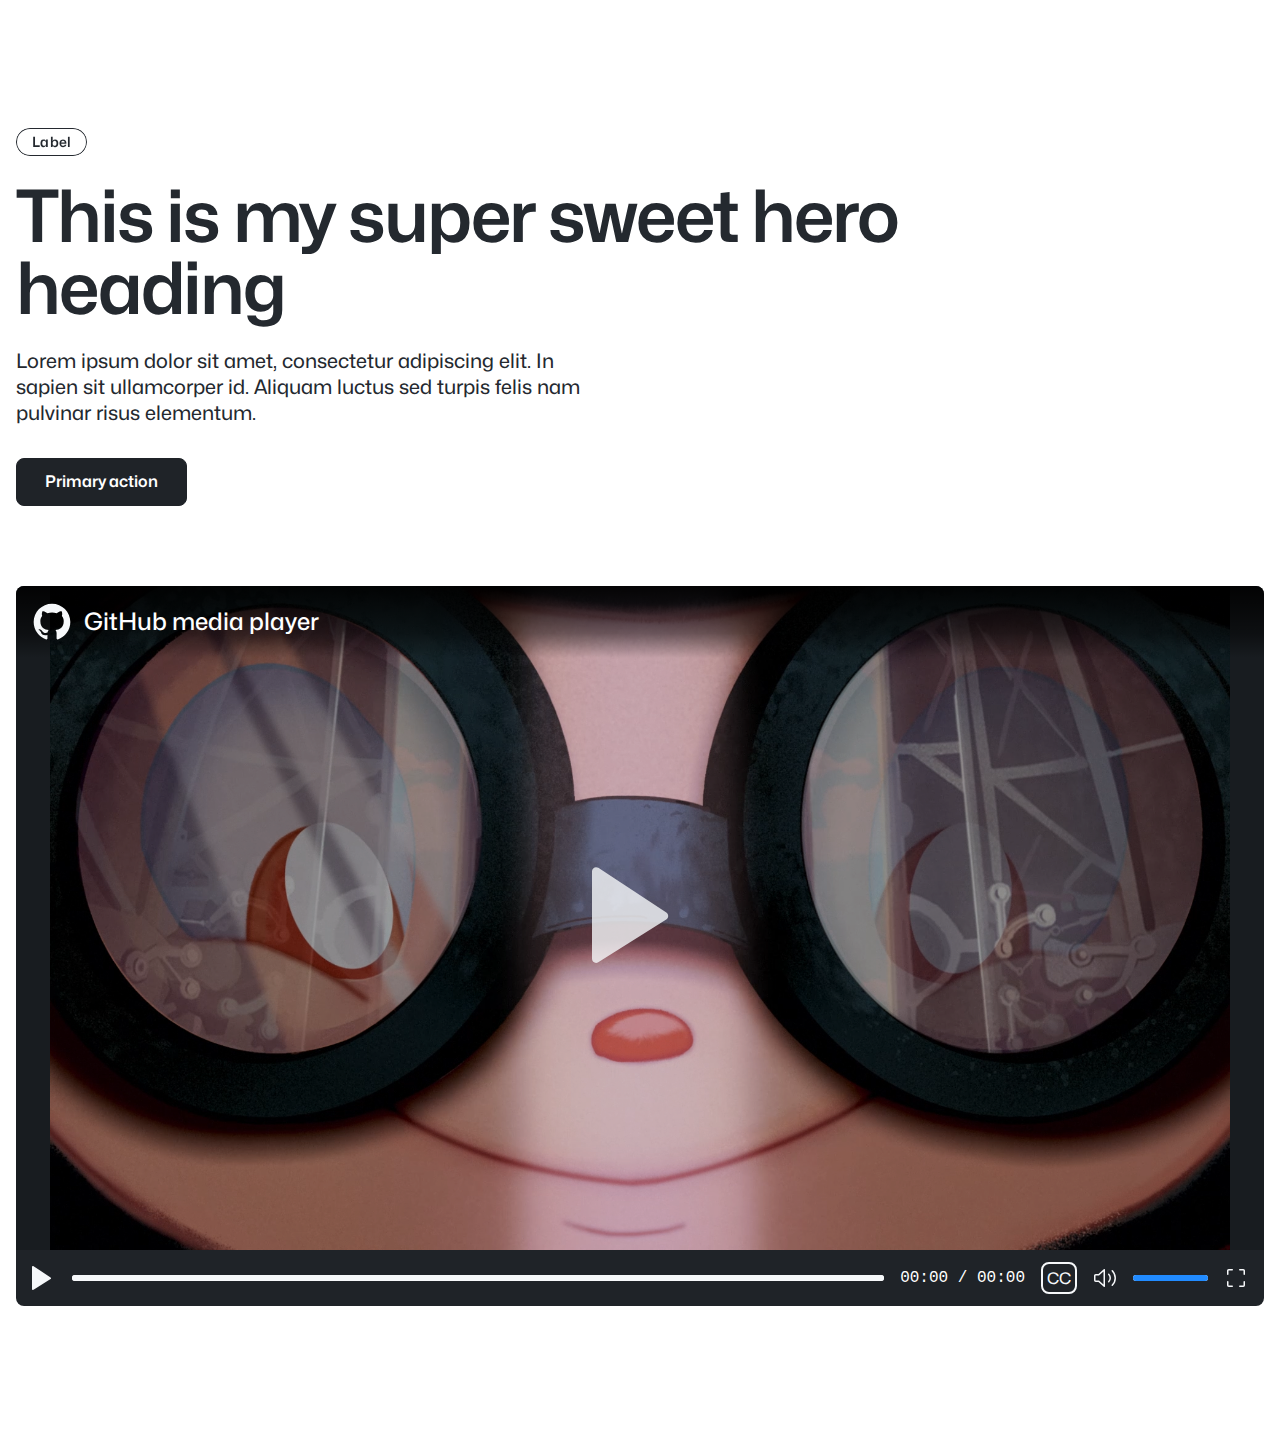 Label
This is my super sweet hero
heading
Lorem ipsum dolor sit amet, consectetur adipiscing elit. In
sapien sit ullamcorper id. Aliquam luctus sed turpis felis nam
pulvinar risus elementum.
Primary action
GitHub media player
00:00 / 00:00
CC